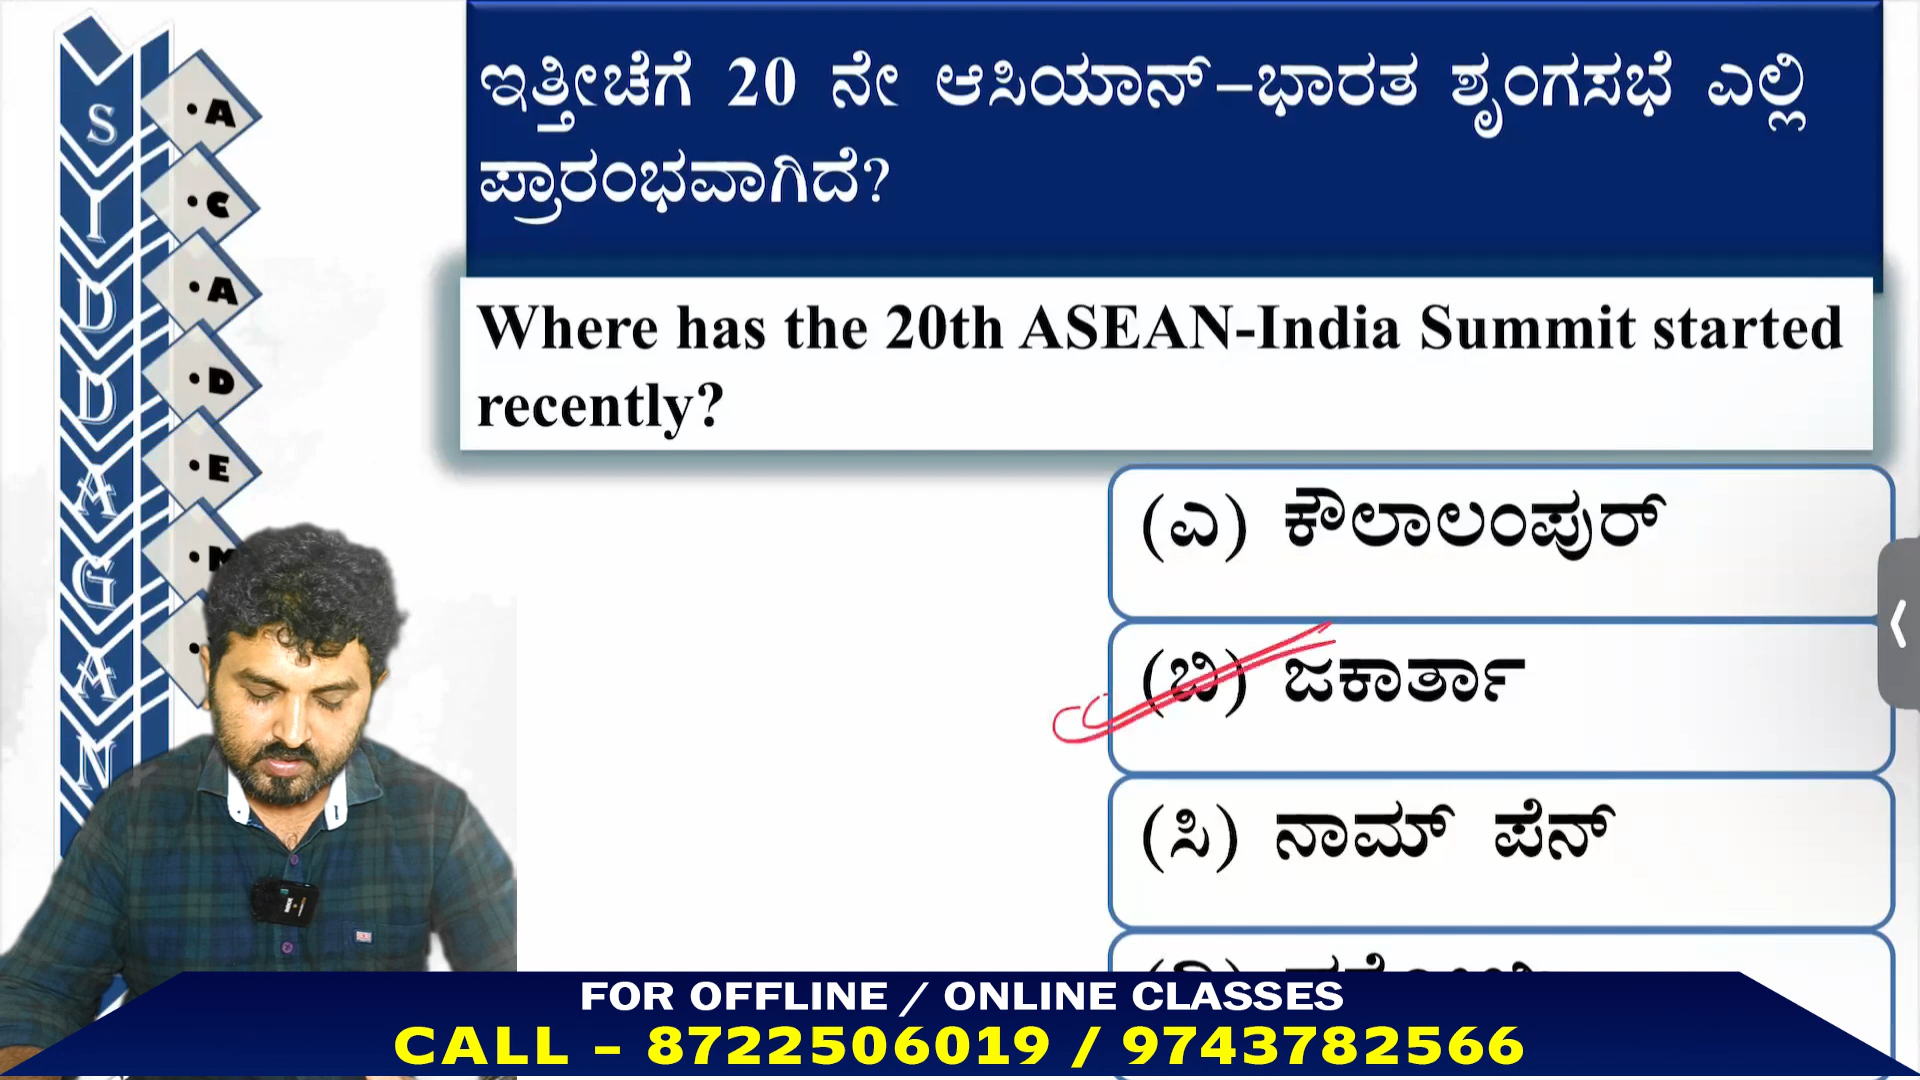 SIDDAGAN
• A
• C
• A
• D
• E
• M
ಇತ್ತೀಚೆಗೆ 20 ನೇ ಆಸಿಯಾನ್–ಭಾರತ ಶೃಂಗಸಭೆ ಎಲ್ಲಿ
ಪ್ರಾರಂಭವಾಗಿದೆ?
Where has the 20th ASEAN-India Summit started
recently?
(ಎ) ಕೌಲಾಲಂಪುರ್
(ಬಿ) ಜಕಾರ್ತಾ
(ಸಿ) ನಾಮ್ ಪೆನ್
FOR OFFLINE / ONLINE CLASSES
CALL – 8722506019 / 9743782566